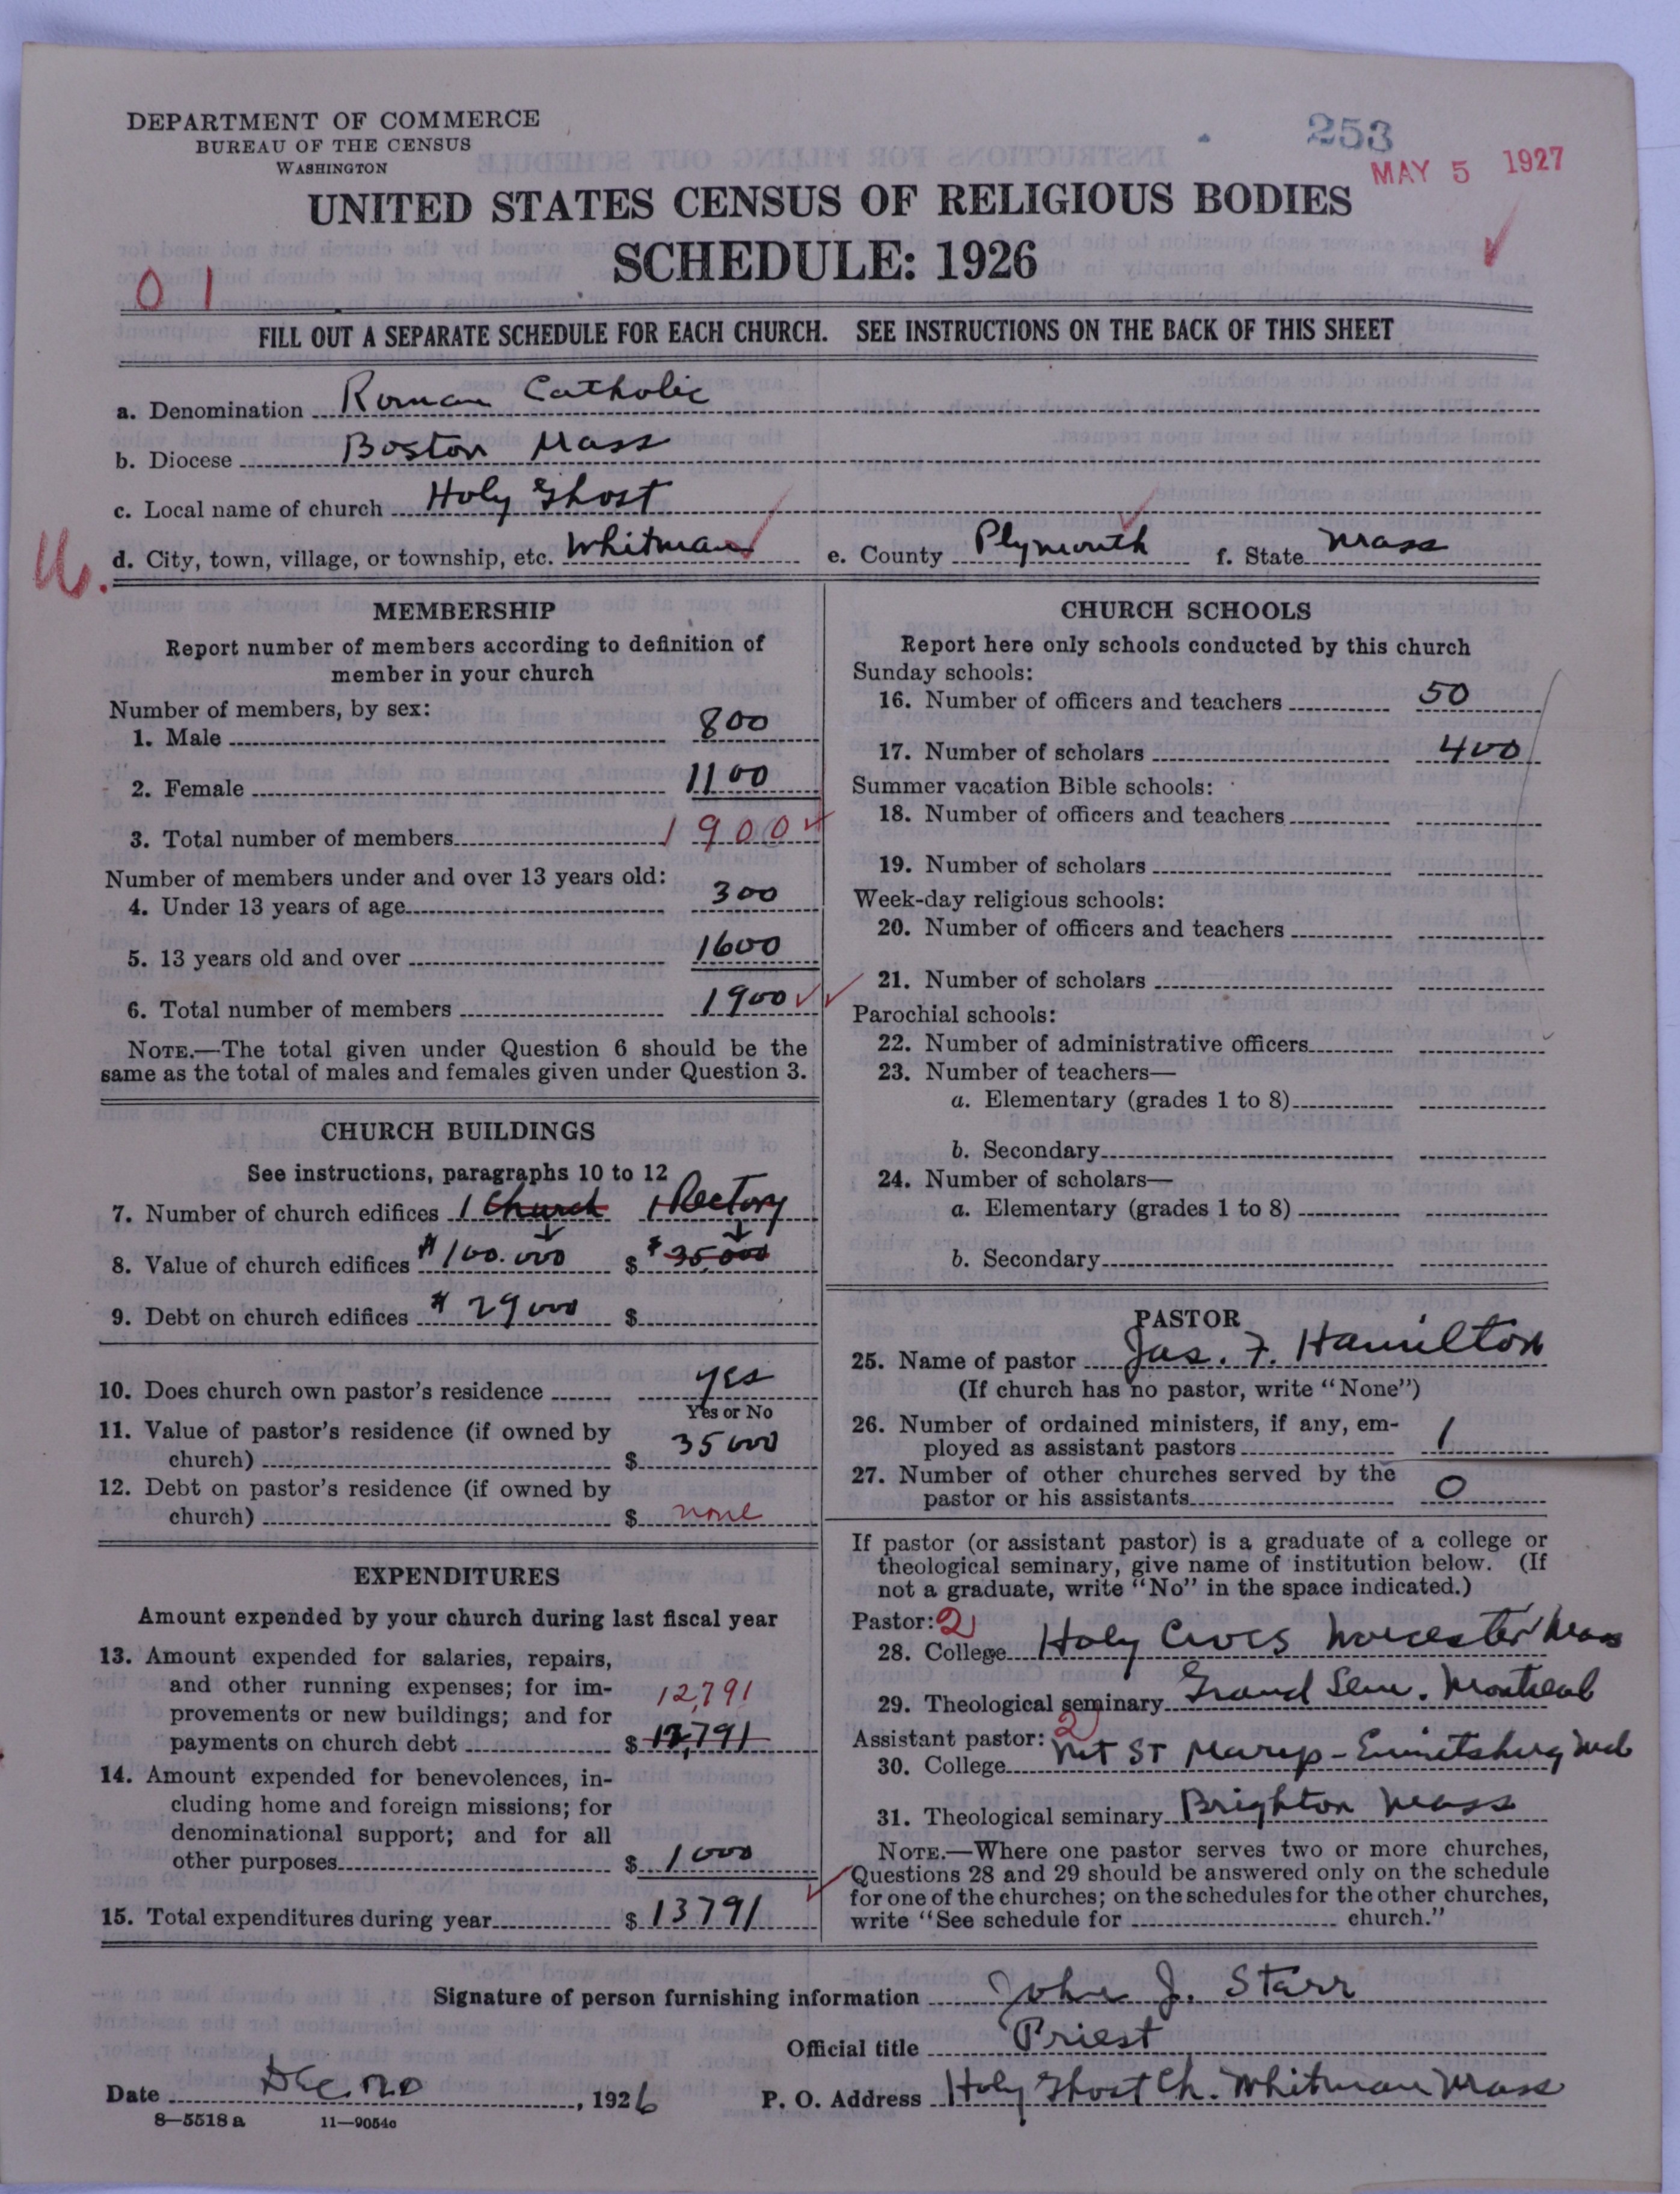 DEPARTMENT OF COMMERCE
BUREAU OF THE CENSUS
WASHINGTON
253
MAY 5 1927
UNITED STATES CENSUS OF RELIGIOUS BODIES
SCHEDULE: 1926
0 1
FILL OUT A SEPARATE SCHEDULE FOR EACH CHURCH. SEE INSTRUCTIONS ON THE BACK OF THIS SHEET
a. Denomination Roman Catholic
b. Diocese Boston Mass
c. Local name of church Holy Ghost
d. City, town, village, or township, etc. Whitman e. County Plymouth f. State Mass
MEMBERSHIP
Report number of members according to definition of
member in your church
Number of members, by sex:
1. Male 800
2. Female 1100
3. Total number of members 1900
Number of members under and over 13 years old:
4. Under 13 years of age 300
5. 13 years old and over 1600
6. Total number of members 1900
NOTE.—The total given under Question 6 should be the
same as the total of males and females given under Question 3.
CHURCH BUILDINGS
See instructions, paragraphs 10 to 12
7. Number of church edifices 1 Church 1 Rectory
8. Value of church edifices $100.000 $ $35,000
9. Debt on church edifices $29000 $
10. Does church own pastor's residence yes
Yes or No
11. Value of pastor's residence (if owned by
church) $ 35000
12. Debt on pastor's residence (if owned by
church) $ none
EXPENDITURES
Amount expended by your church during last fiscal year
13. Amount expended for salaries, repairs,
and other running expenses; for im-
provements or new buildings; and for
12,791
payments on church debt $ 12,791
14. Amount expended for benevolences, in-
cluding home and foreign missions; for
denominational support; and for all
other purposes $ 1000
15. Total expenditures during year $ 13791
CHURCH SCHOOLS
Report here only schools conducted by this church
Sunday schools:
16. Number of officers and teachers 50
17. Number of scholars 400
Summer vacation Bible schools:
18. Number of officers and teachers
19. Number of scholars
Week-day religious schools:
20. Number of officers and teachers
21. Number of scholars
Parochial schools:
22. Number of administrative officers
23. Number of teachers—
a. Elementary (grades 1 to 8)
b. Secondary
24. Number of scholars—
a. Elementary (grades 1 to 8)
b. Secondary
PASTOR
25. Name of pastor Jas. F. Hamilton
(If church has no pastor, write "None")
26. Number of ordained ministers, if any, em-
ployed as assistant pastors 1
27. Number of other churches served by the
pastor or his assistants 0
If pastor (or assistant pastor) is a graduate of a college or
theological seminary, give name of institution below. (If
not a graduate, write "No" in the space indicated.)
Pastor: 2
28. College Holy Cross Worcester Mass
29. Theological seminary Grand Sem. Montreal
Assistant pastor: 2
30. College Mt St Marys - Emmitsburg Md
31. Theological seminary Brighton Mass
NOTE.—Where one pastor serves two or more churches,
Questions 28 and 29 should be answered only on the schedule
for one of the churches; on the schedules for the other churches,
write "See schedule for church."
Signature of person furnishing information John J. Starr
Official title Priest
Date Dec. 20, 1926 P. O. Address Holy Ghost Ch. Whitman Mass
8—5518 a 11—9054c